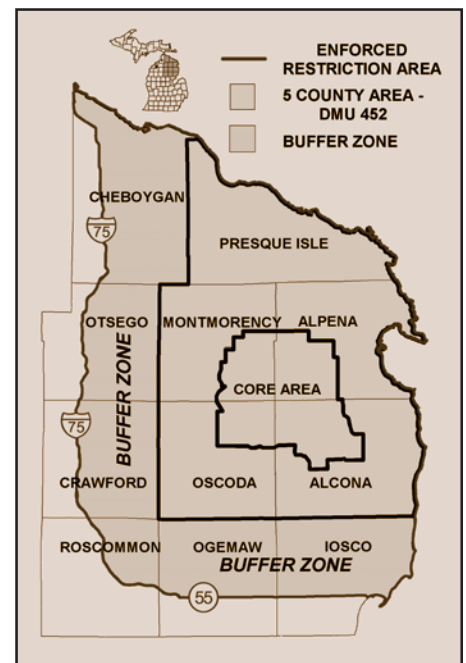 ENFORCED
RESTRICTION AREA
5 COUNTY AREA -
DMU 452
BUFFER ZONE
CHEBOYGAN
75
PRESQUE ISLE
OTSEGO
MONTMORENCY
ALPENA
BUFFER ZONE
CORE AREA
75
CRAWFORD
OSCODA
ALCONA
ROSCOMMON
OGEMAW
IOSCO
BUFFER ZONE
55